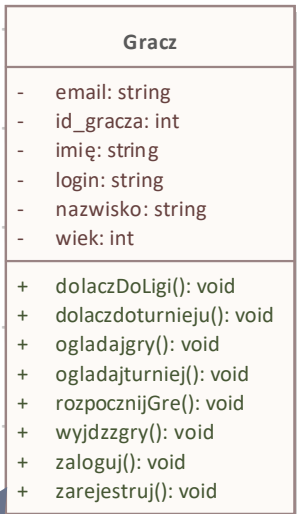 Gracz
- email: string
- id_gracza: int
- imię: string
- login: string
- nazwisko: string
- wiek: int
+ dolaczDoLigi(): void
+ dolaczdoturnieju(): void
+ ogladajgry(): void
+ ogladajturniej(): void
+ rozpocznijGre(): void
+ wyjdzzgry(): void
+ zaloguj(): void
+ zarejestruj(): void